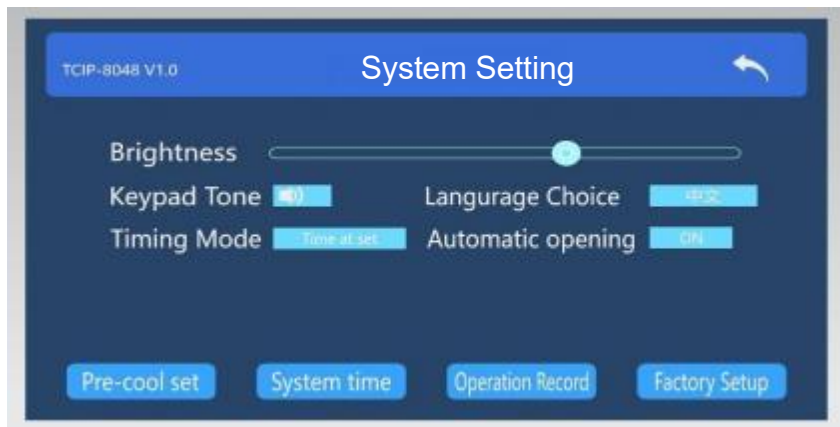 TCIP-8048 V1.0
System Setting
Brightness
Keypad Tone
Langurage Choice 中文
Timing Mode Time at set
Automatic opening ON
Pre-cool set
System time
Operation Record
Factory Setup